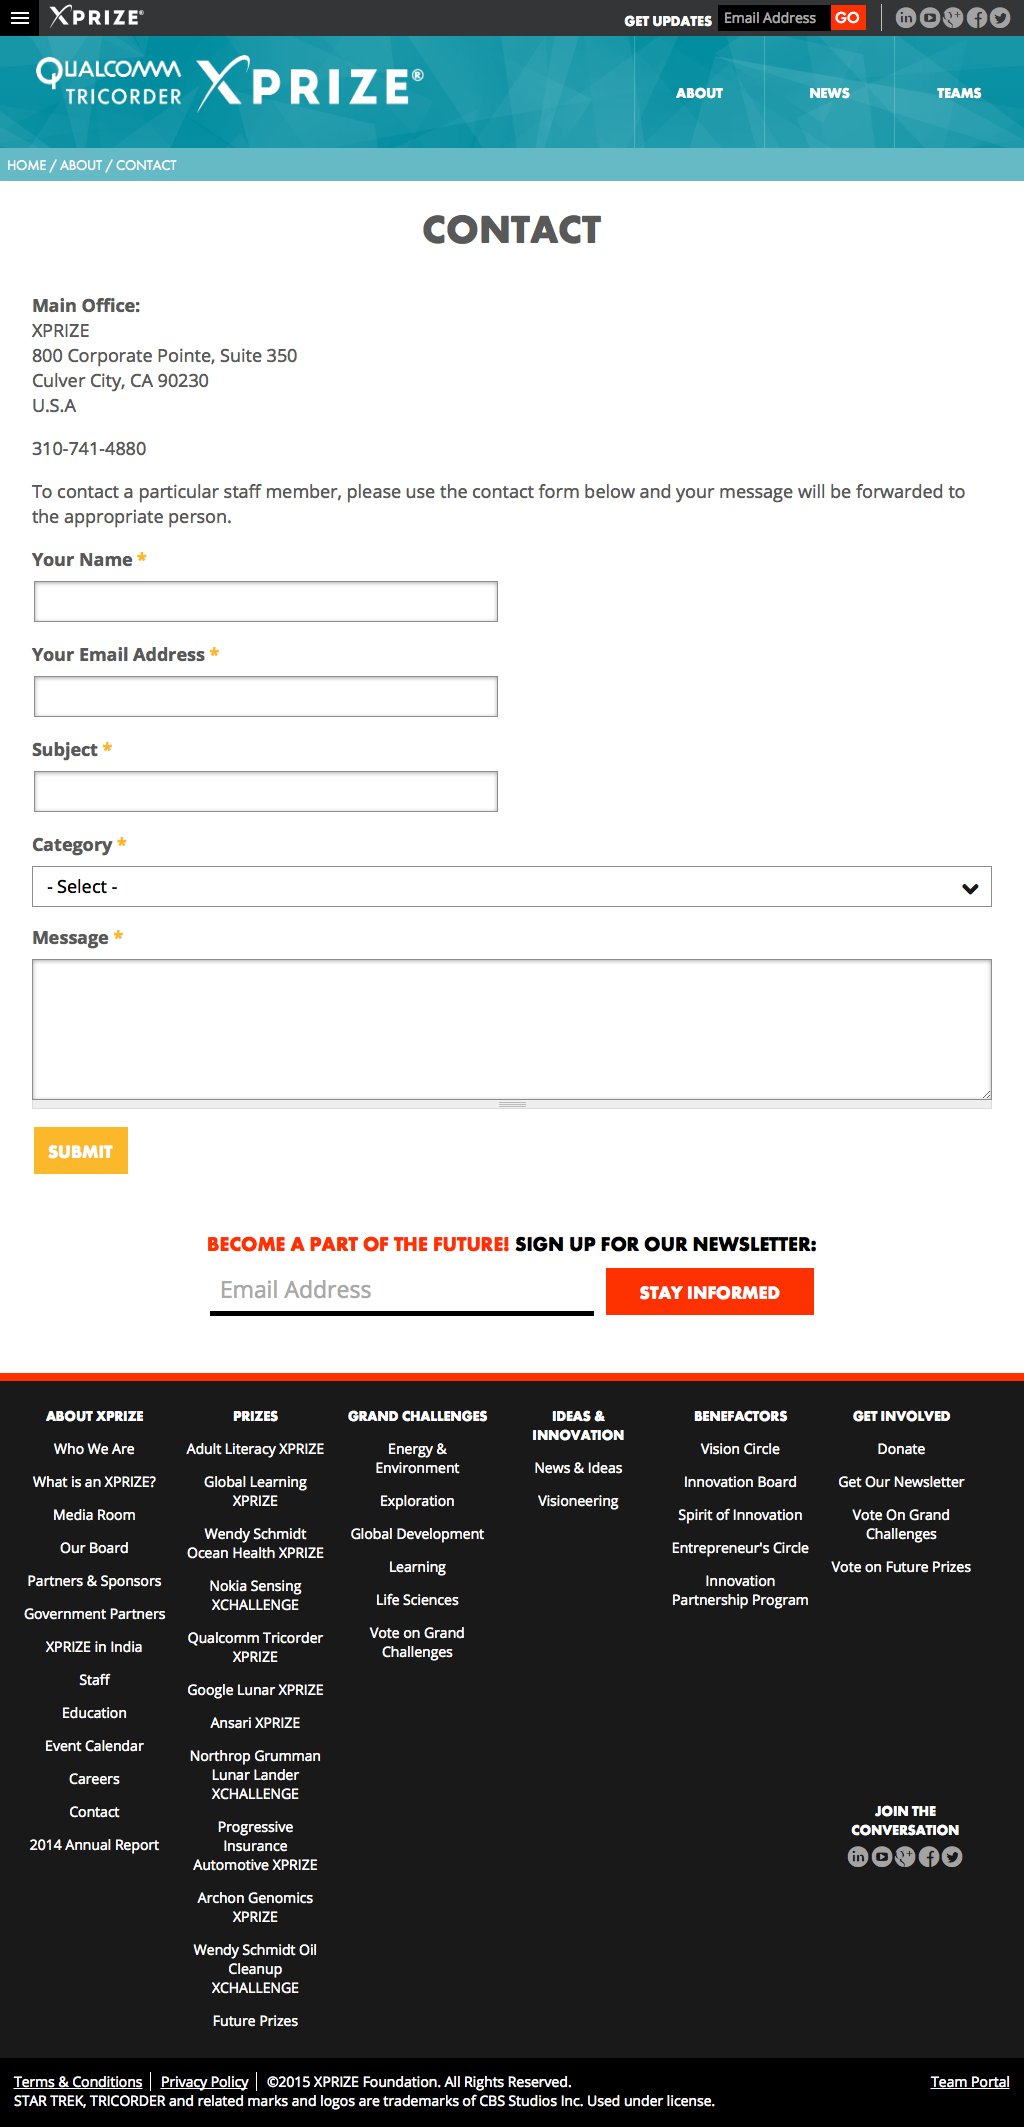 XPRIZE®
GET UPDATES Email Address GO
QUALCOMM
TRICORDER XPRIZE®
ABOUT NEWS TEAMS
HOME / ABOUT / CONTACT
CONTACT
Main Office:
XPRIZE
800 Corporate Pointe, Suite 350
Culver City, CA 90230
U.S.A
310-741-4880
To contact a particular staff member, please use the contact form below and your message will be forwarded to
the appropriate person.
Your Name *
Your Email Address *
Subject *
Category *
- Select -
Message *
SUBMIT
BECOME A PART OF THE FUTURE! SIGN UP FOR OUR NEWSLETTER:
Email Address STAY INFORMED
ABOUT XPRIZE
Who We Are
What is an XPRIZE?
Media Room
Our Board
Partners & Sponsors
Government Partners
XPRIZE in India
Staff
Education
Event Calendar
Careers
Contact
2014 Annual Report
PRIZES
Adult Literacy XPRIZE
Global Learning
XPRIZE
Wendy Schmidt
Ocean Health XPRIZE
Nokia Sensing
XCHALLENGE
Qualcomm Tricorder
XPRIZE
Google Lunar XPRIZE
Ansari XPRIZE
Northrop Grumman
Lunar Lander
XCHALLENGE
Progressive
Insurance
Automotive XPRIZE
Archon Genomics
XPRIZE
Wendy Schmidt Oil
Cleanup
XCHALLENGE
Future Prizes
GRAND CHALLENGES
Energy &
Environment
Exploration
Global Development
Learning
Life Sciences
Vote on Grand
Challenges
IDEAS &
INNOVATION
News & Ideas
Visioneering
BENEFACTORS
Vision Circle
Innovation Board
Spirit of Innovation
Entrepreneur's Circle
Innovation
Partnership Program
GET INVOLVED
Donate
Get Our Newsletter
Vote On Grand
Challenges
Vote on Future Prizes
JOIN THE
CONVERSATION
Terms & Conditions Privacy Policy ©2015 XPRIZE Foundation. All Rights Reserved.
STAR TREK, TRICORDER and related marks and logos are trademarks of CBS Studios Inc. Used under license.
Team Portal